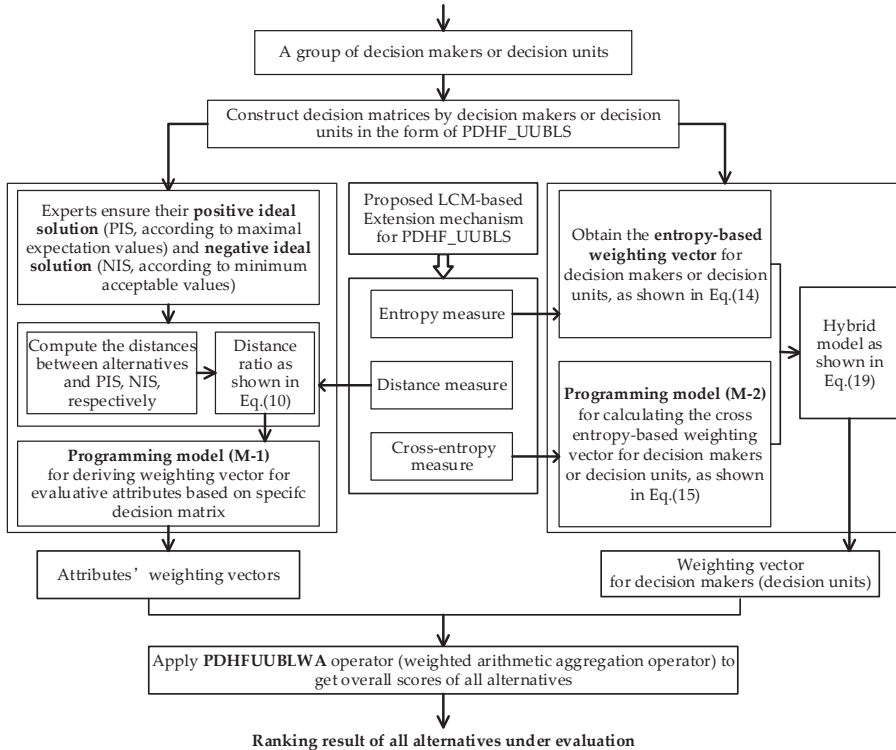 A group of decision makers or decision units
Construct decision matrices by decision makers or decision
units in the form of PDHF_UUBLS
Experts ensure their positive ideal
solution (PIS, according to maximal
expectation values) and negative ideal
solution (NIS, according to minimum
acceptable values)
Compute the distances
between alternatives
and PIS, NIS,
respectively
Distance
ratio as
shown in
Eq.(10)
Programming model (M-1)
for deriving weighting vector for
evaluative attributes based on specifc
decision matrix
Attributes’ weighting vectors
Proposed LCM-based
Extension mechanism
for PDHF_UUBLS
Entropy measure
Distance measure
Cross-entropy
measure
Obtain the entropy-based
weighting vector for
decision makers or decision
units, as shown in Eq.(14)
Programming model (M-2)
for calculating the cross
entropy-based weighting
vector for decision makers
or decision units, as shown
in Eq.(15)
Hybrid
model as
shown in
Eq.(19)
Weighting vector
for decision makers (decision units)
Apply PDHFUUBLWA operator (weighted arithmetic aggregation operator) to
get overall scores of all alternatives
Ranking result of all alternatives under evaluation